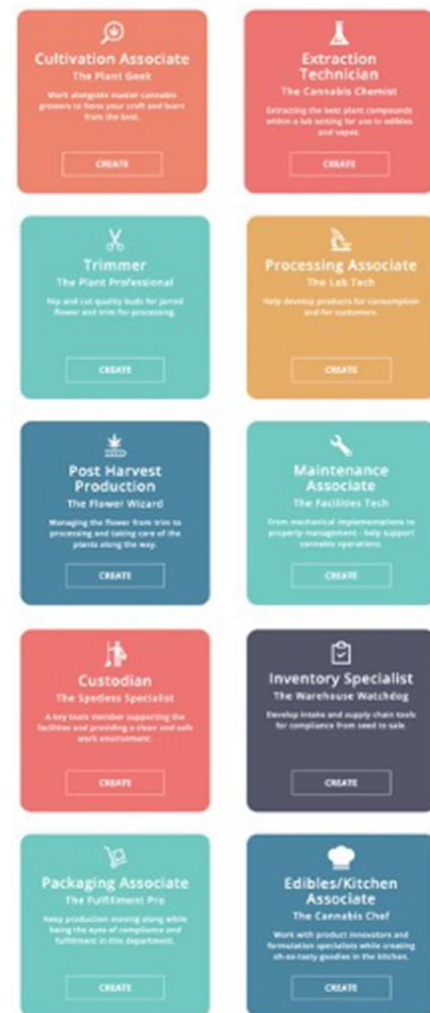 Cultivation Associate
The Plant Geek
Work alongside master cannabis
growers to hone your craft and learn
from the best.
CREATE
Extraction
Technician
The Cannabis Chemist
Extracting the best plant compounds
within a lab setting for use in edibles
and vapes.
CREATE
Trimmer
The Plant Professional
Nip and cut quality buds for jarred
flower and trim for processing.
CREATE
Processing Associate
The Lab Tech
Help develop products for consumption
and for customers.
CREATE
Post Harvest
Production
The Flower Wizard
Managing the flower from trim to
processing and taking care of the
plants along the way.
CREATE
Maintenance
Associate
The Facilities Tech
From mechanical implementations to
property management - help support
cannabis operations.
CREATE
Custodian
The Spotless Specialist
A key team member supporting the
facilities and providing a clean and safe
work environment.
CREATE
Inventory Specialist
The Warehouse Watchdog
Develop intake and supply chain tools
for compliance from seed to sale.
CREATE
Packaging Associate
The Fulfillment Pro
Keep production moving along while
being the eyes of compliance and
fulfillment in this department.
CREATE
Edibles/Kitchen
Associate
The Cannabis Chef
Work with product innovators and
formulation specialists while creating
oh-so-tasty goodies in the kitchen.
CREATE